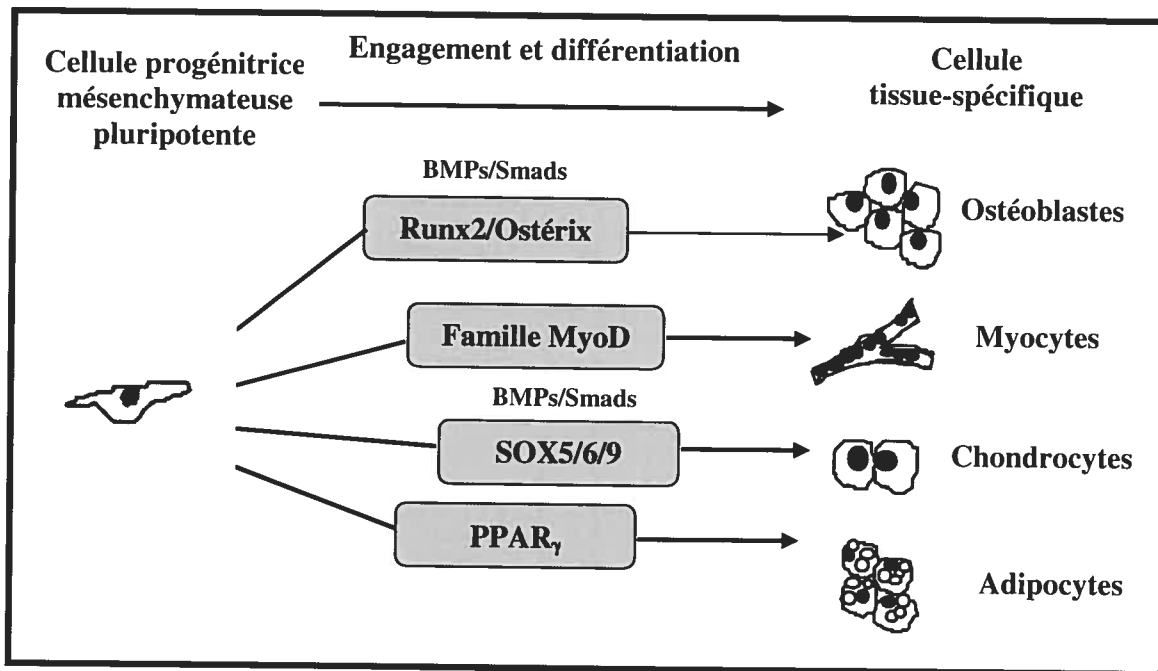 Cellule progénitrice
mésenchymateuse
pluripotente
Engagement et différentiation
Cellule
tissue-spécifique
BMPs/Smads
Runx2/Ostérix
Ostéoblastes
Famille MyoD
Myocytes
BMPs/Smads
SOX5/6/9
Chondrocytes
PPARγ
Adipocytes